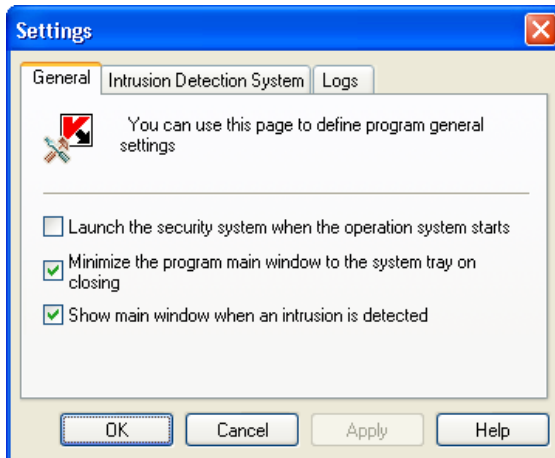 Settings
General
Intrusion Detection System
Logs
You can use this page to define program general
settings
Launch the security system when the operation system starts
Minimize the program main window to the system tray on
closing
Show main window when an intrusion is detected
OK
Cancel
Apply
Help